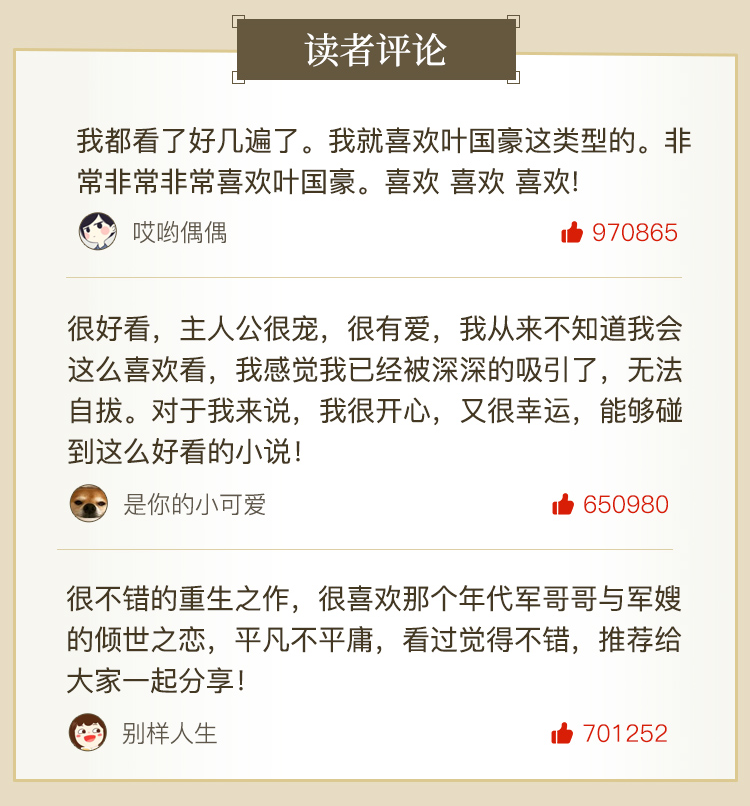 读者评论
我都看了好几遍了。我就喜欢叶国豪这类型的。非
常非常非常喜欢叶国豪。喜欢 喜欢 喜欢!
哎哟偶偶
970865
很好看，主人公很宠，很有爱，我从来不知道我会
这么喜欢看，我感觉我已经被深深的吸引了，无法
自拔。对于我来说，我很开心，又很幸运，能够碰
到这么好看的小说！
是你的小可爱
650980
很不错的重生之作，很喜欢那个年代军哥哥与军嫂
的倾世之恋，平凡不平庸，看过觉得不错，推荐给
大家一起分享！
别样人生
701252